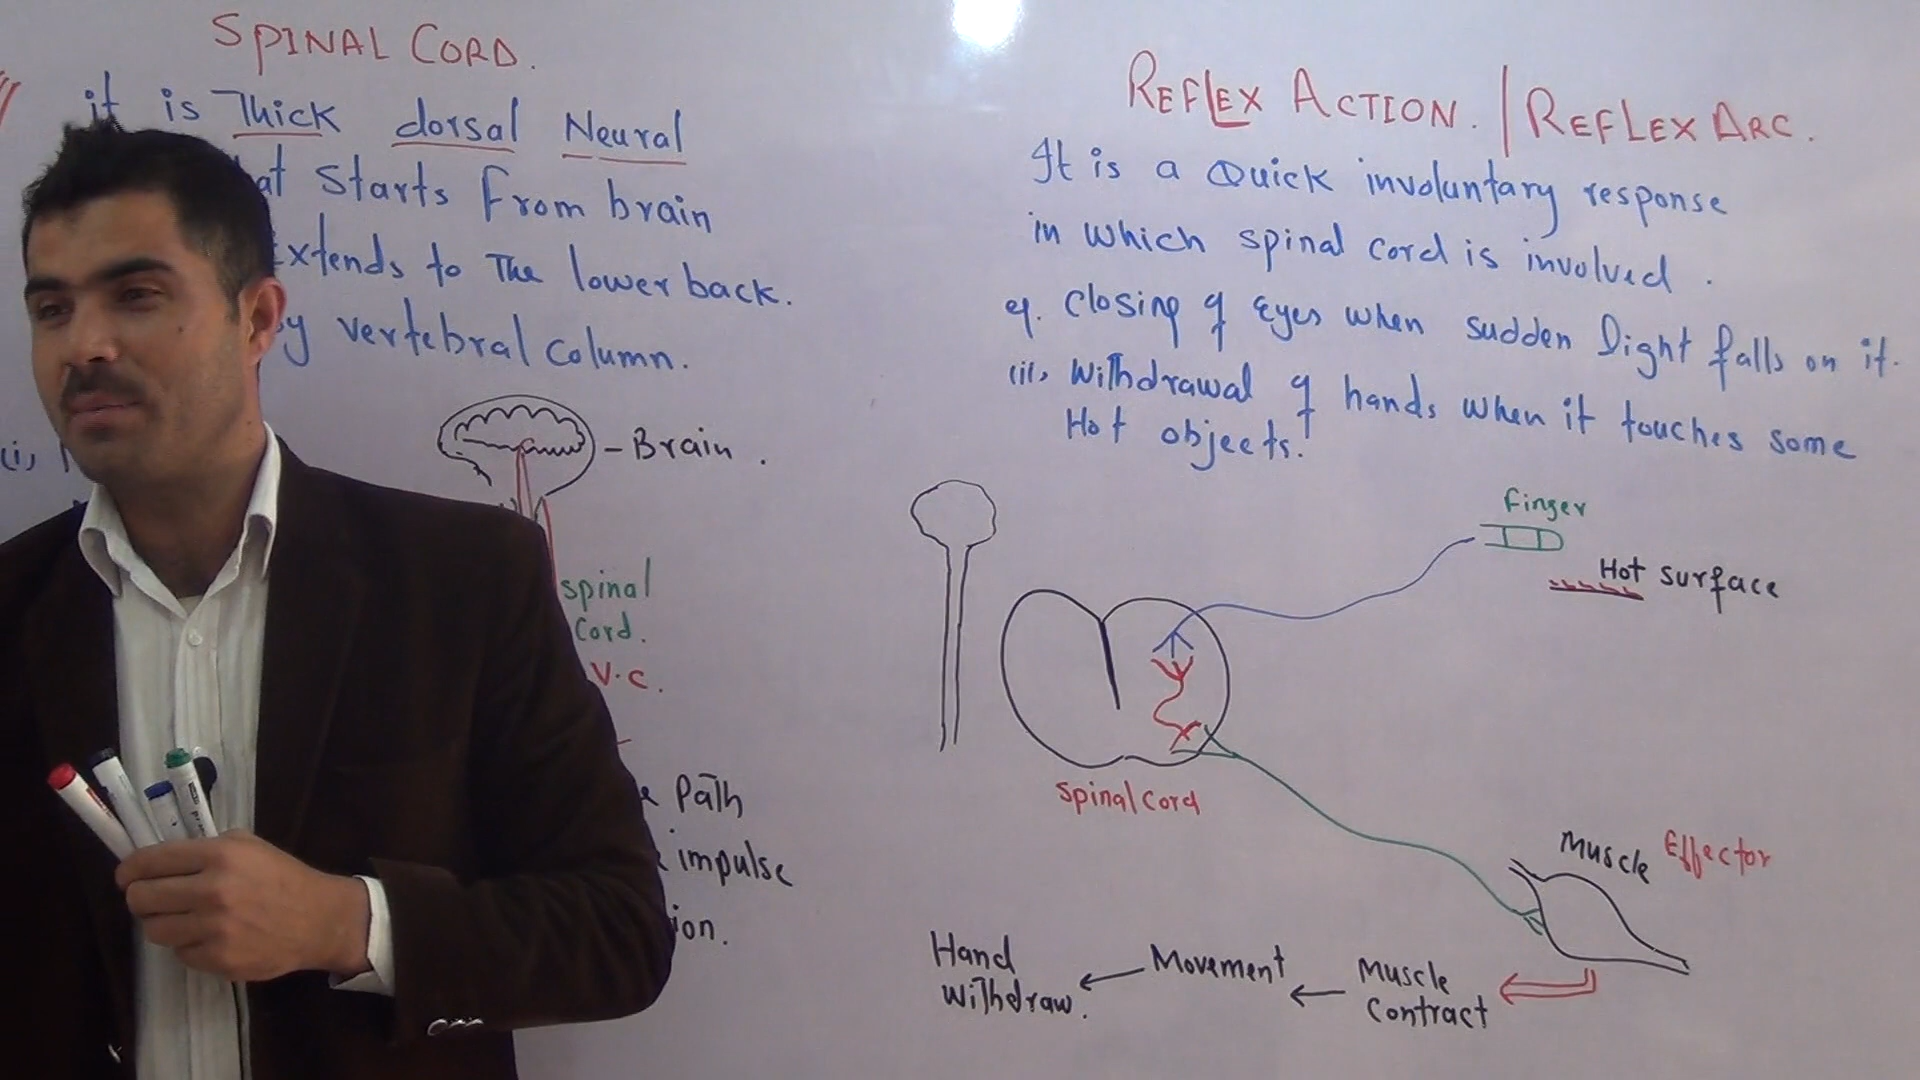 SPINAL CORD.
it is Thick dorsal Neural
at starts from brain
Extends to The lower back.
by vertebral column.
(i)
Brain.
spinal
Cord.
V.C.
Path
impulse
ion.
REFLEX ACTION. / REFLEX ARC.
It is a Quick involuntary response
in which spinal cord is involved.
eg. Closing of Eyes when sudden light falls on it.
(ii) Withdrawal of hands when it touches some
Hot objects.
Finger
Hot surface
Spinal Cord
Muscle Effector
Hand Withdraw. ← Movement ← Muscle Contract